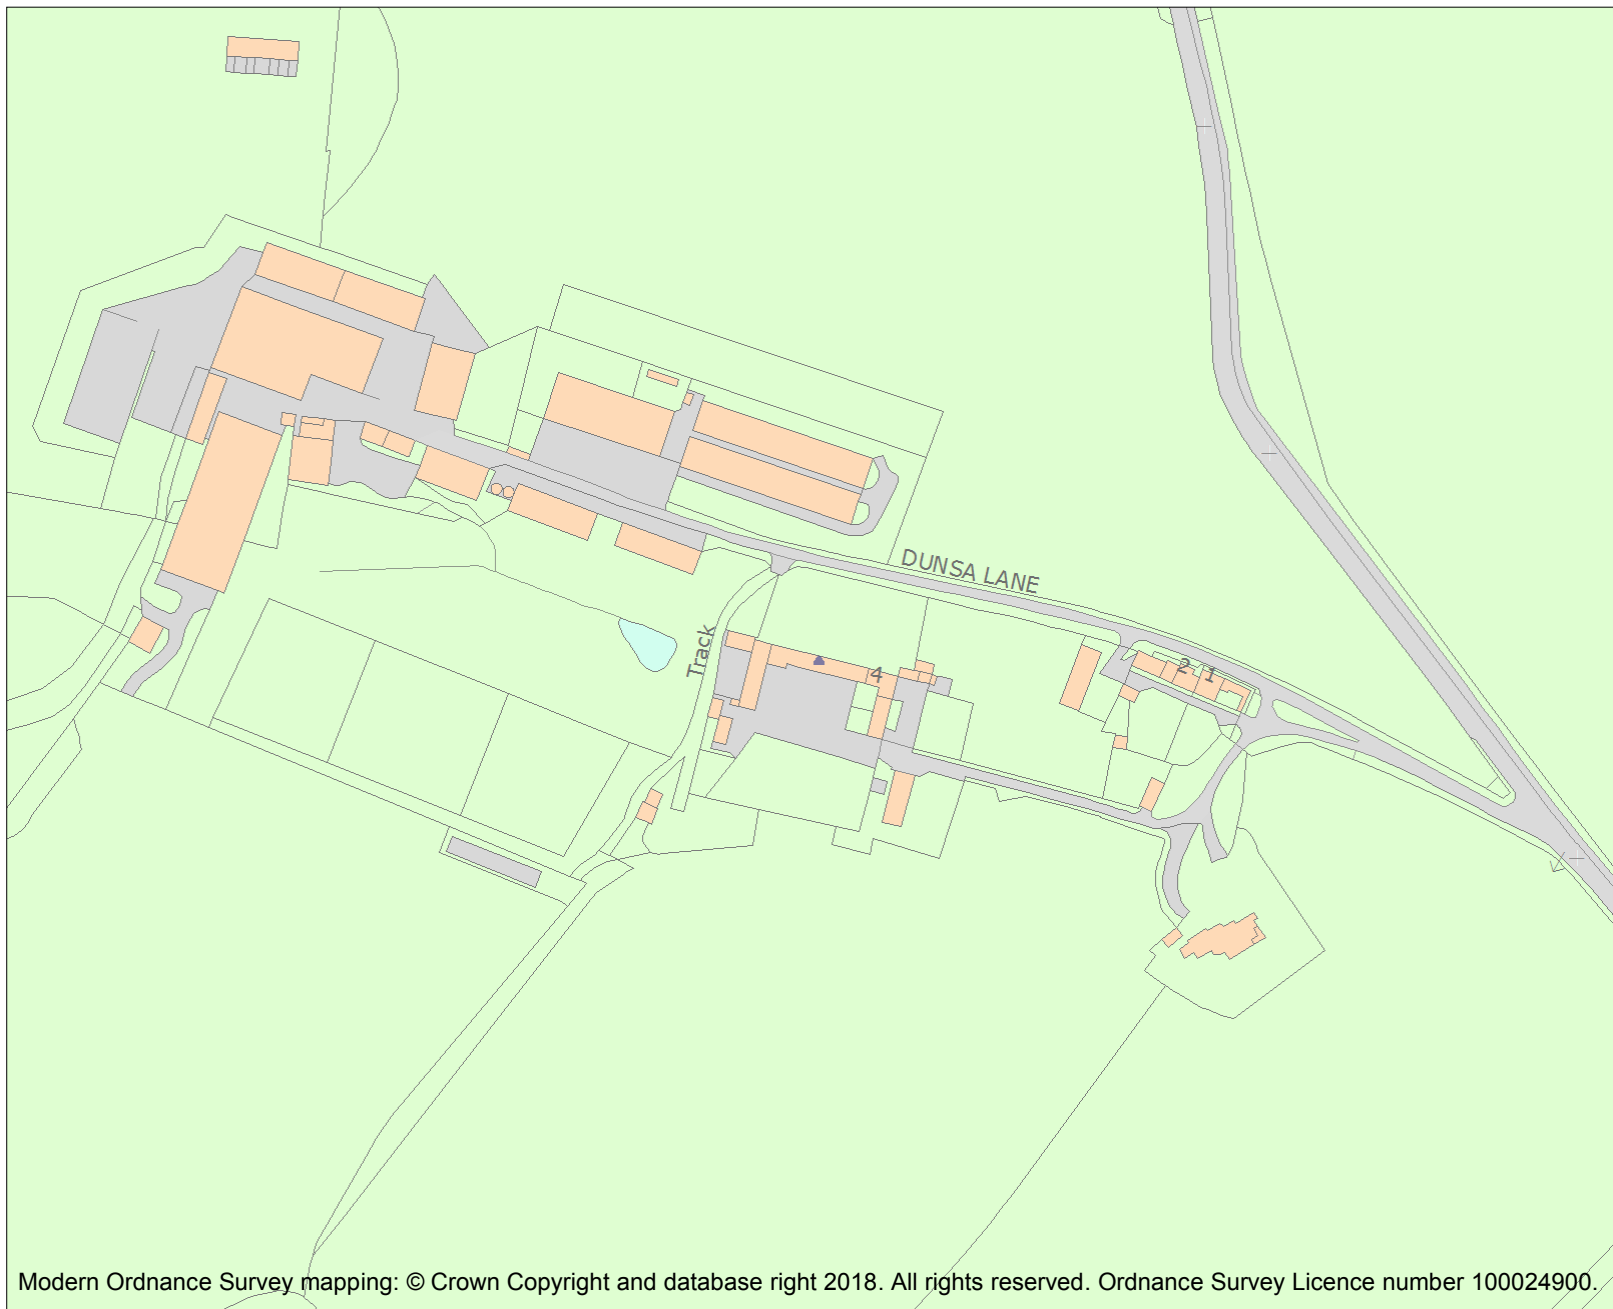 DUNSA LANE
Track
4
2
1
Modern Ordnance Survey mapping: © Crown Copyright and database right 2018. All rights reserved. Ordnance Survey Licence number 100024900.